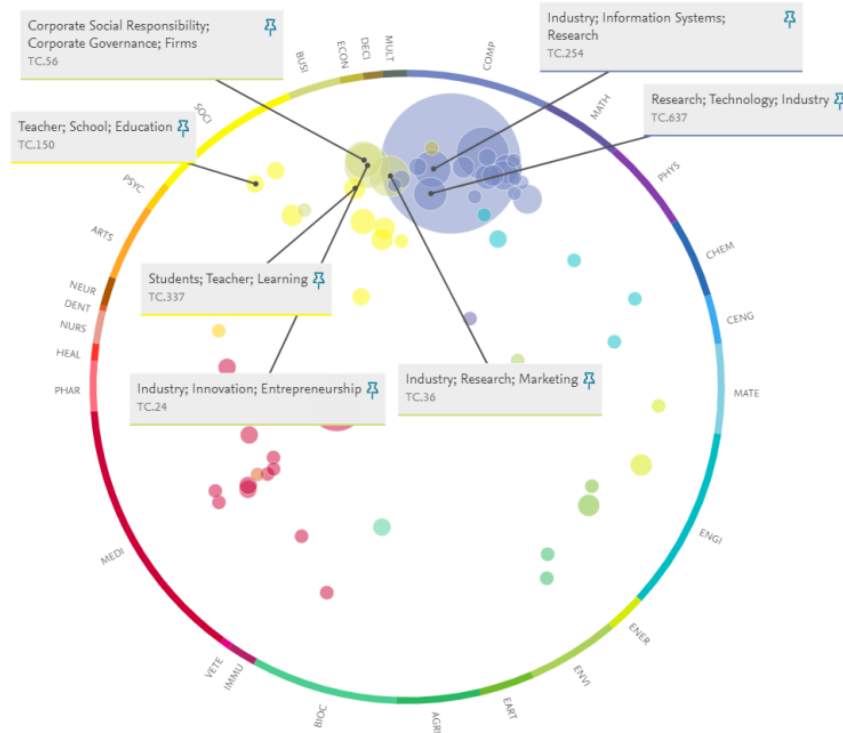 Corporate Social Responsibility;
Corporate Governance; Firms
TC.56
Industry; Information Systems;
Research
TC.254
Research; Technology; Industry
TC.637
Teacher; School; Education
TC.150
Students; Teacher; Learning
TC.337
Industry; Innovation; Entrepreneurship
TC.24
Industry; Research; Marketing
TC.36
MULT
COMP
MATH
PHYS
CHEM
CENG
MATE
ENGI
ENER
ENVI
EART
AGRI
BIOC
IMMU
VETE
MEDI
PHAR
HEAL
NURS
DENT
NEUR
ARTS
PSYC
SOCI
BUSI
ECON
DECI